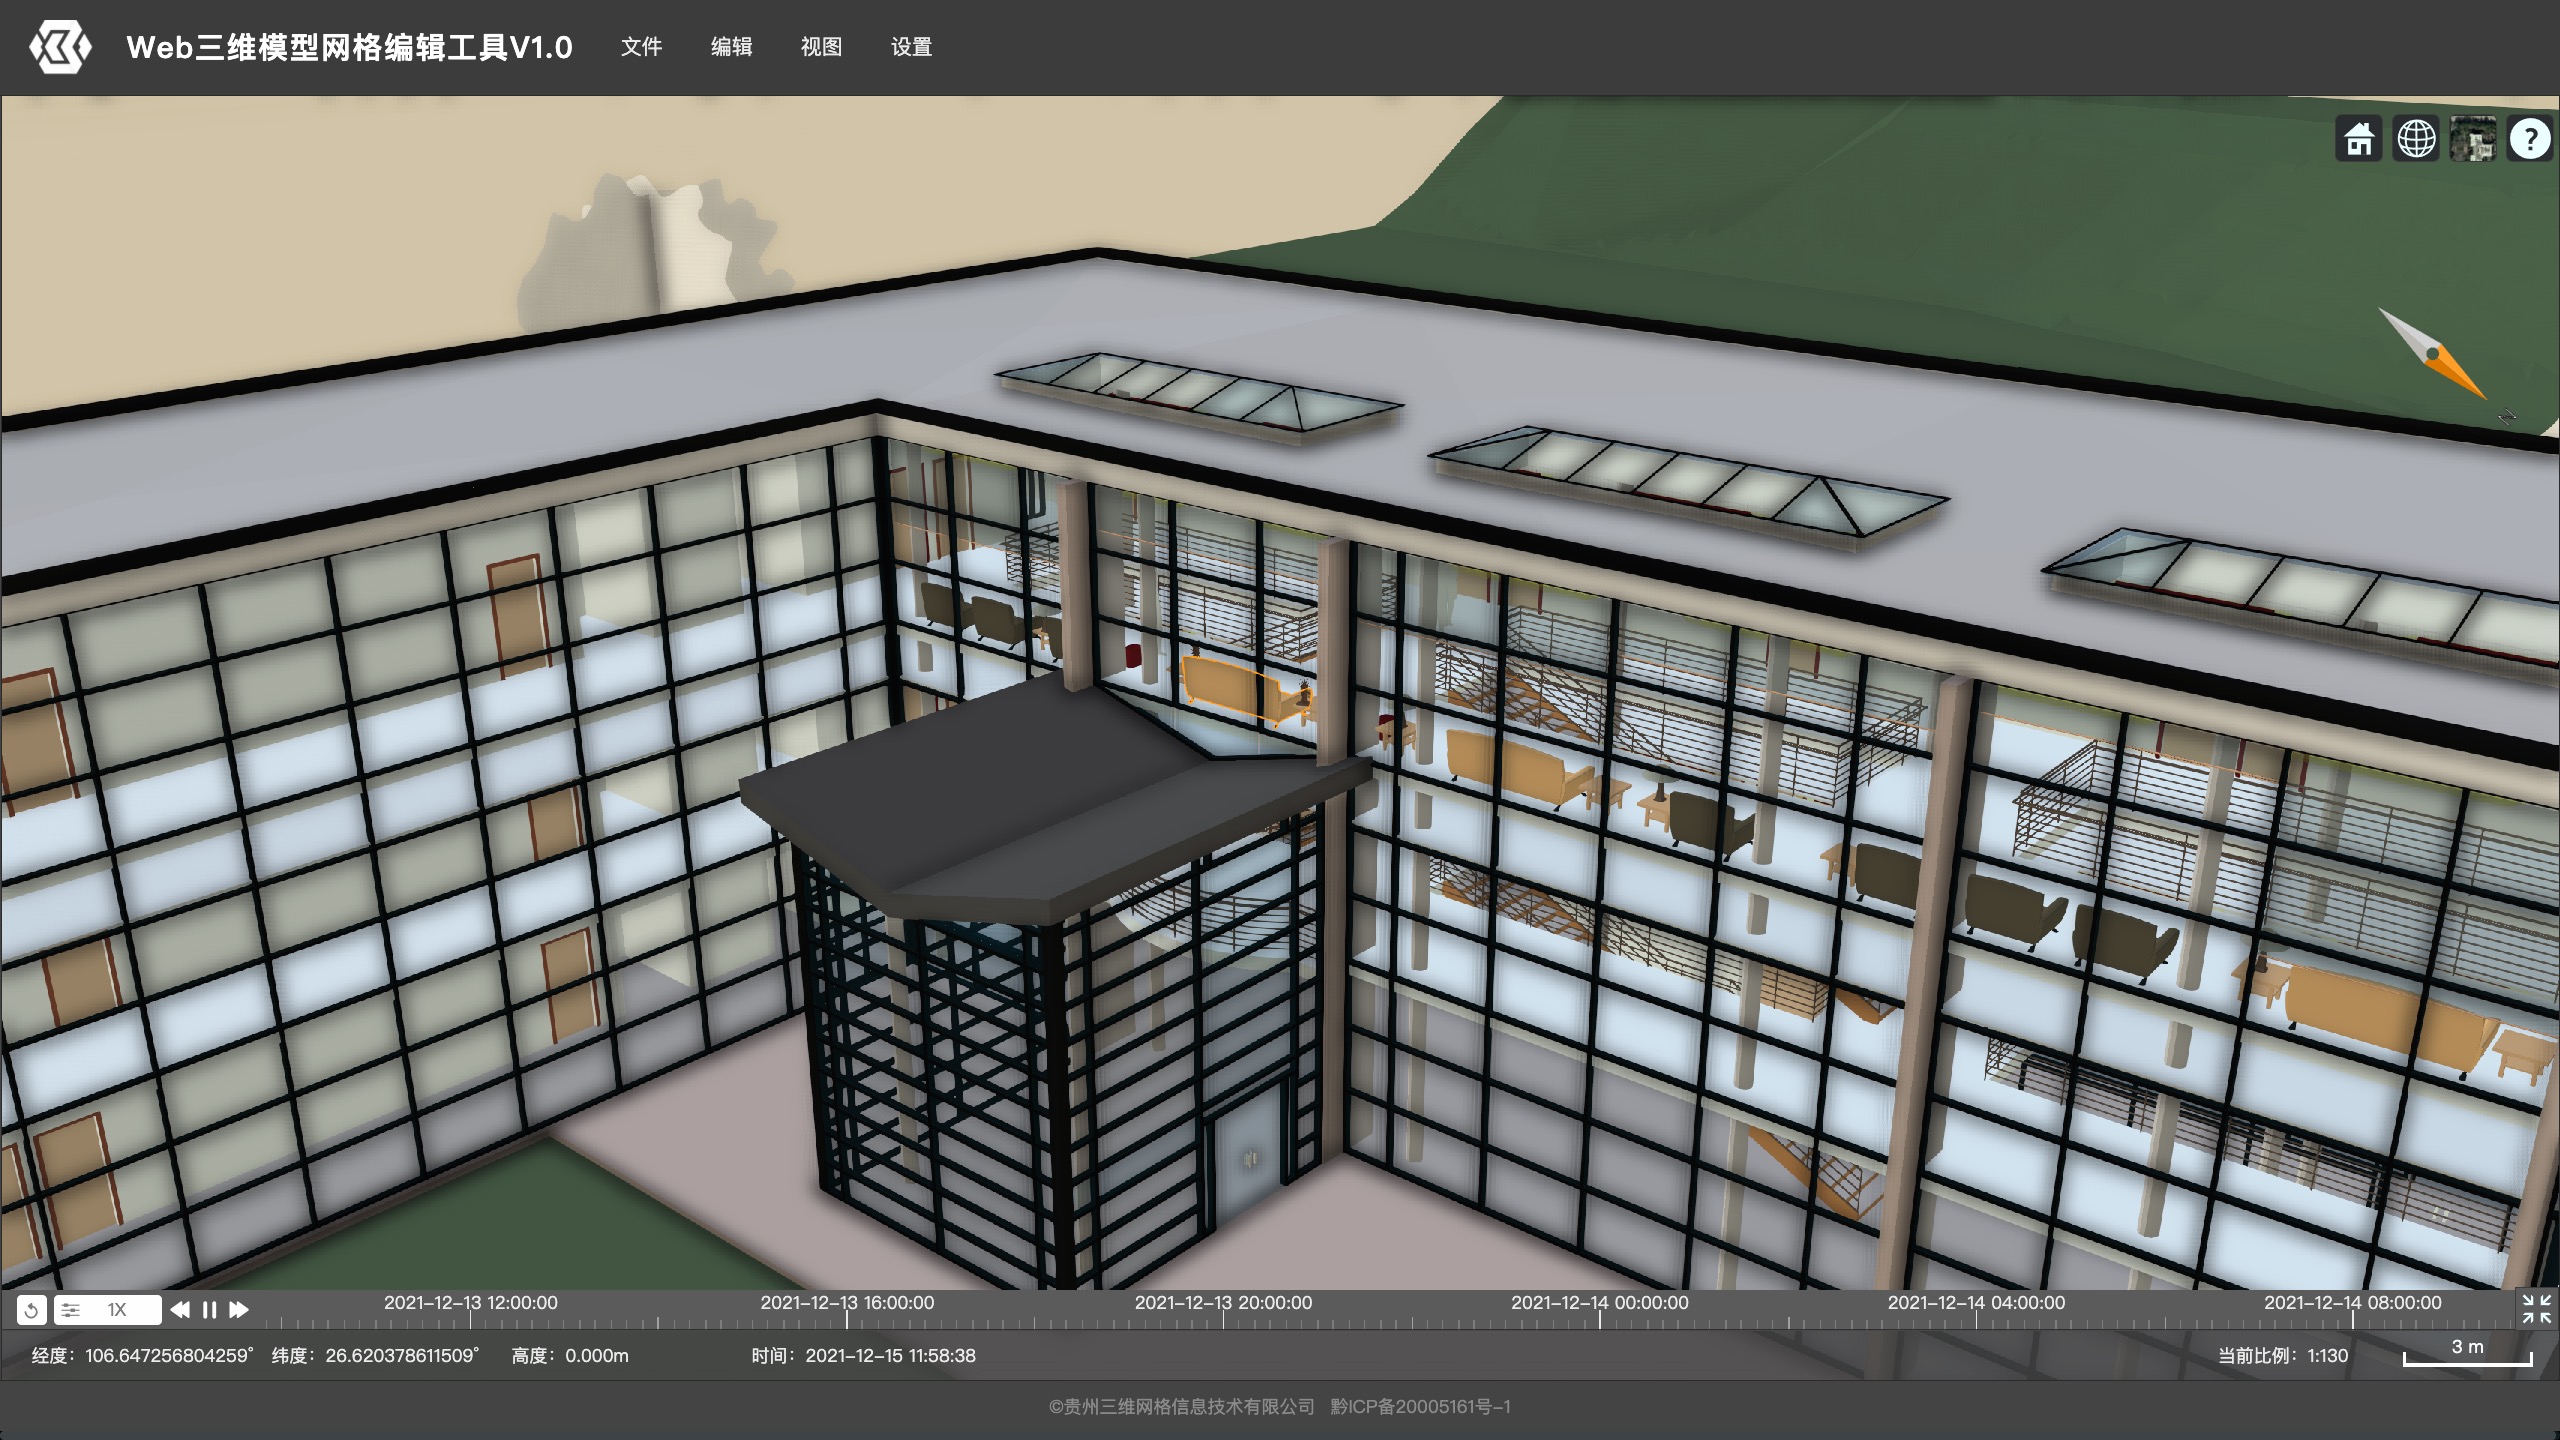 Web三维模型网格编辑工具V1.0 文件 编辑 视图 设置
?
1X 2021-12-13 12:00:00 2021-12-13 16:00:00 2021-12-13 20:00:00 2021-12-14 00:00:00 2021-12-14 04:00:00 2021-12-14 08:00:00
经度：106.647256804259° 纬度：26.620378611509° 高度：0.000m 时间：2021-12-15 11:58:38 当前比例：1:130 3 m
©贵州三维网格信息技术有限公司 黔ICP备20005161号-1